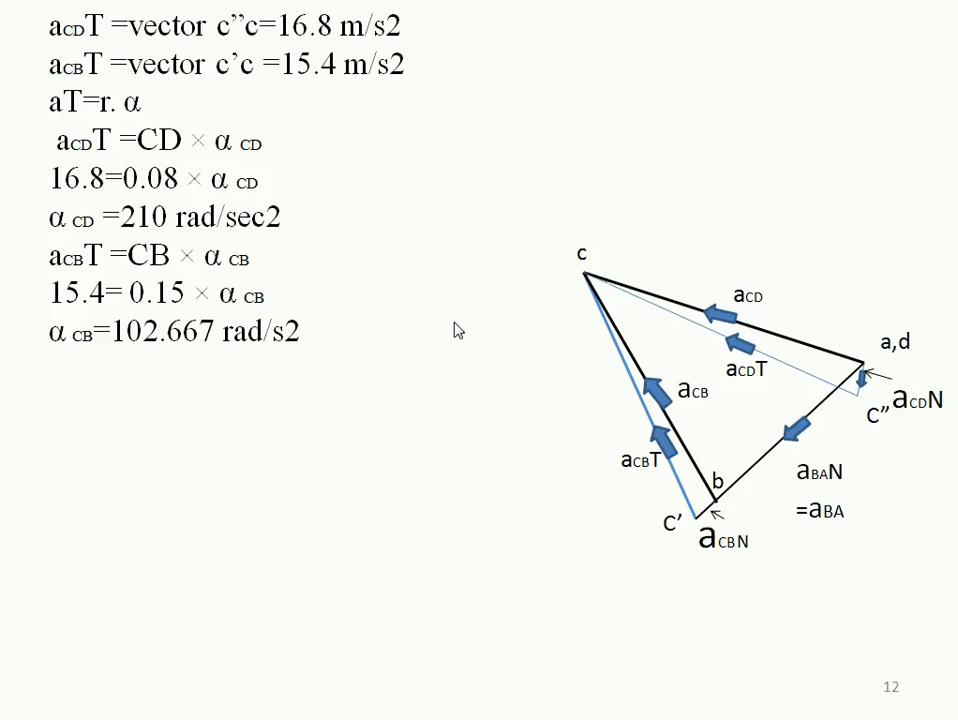 aCDT =vector c”c=16.8 m/s2
aCBT =vector c’c =15.4 m/s2
aT=r. α
aCDT =CD × α CD
16.8=0.08 × α CD
α CD =210 rad/sec2
aCBT =CB × α CB
15.4= 0.15 × α CB
α CB=102.667 rad/s2
c
aCD
a,d
aCDT
aCDN
C”
aCB
aCBT
b
aBAN
=aBA
C’
aCBN
12